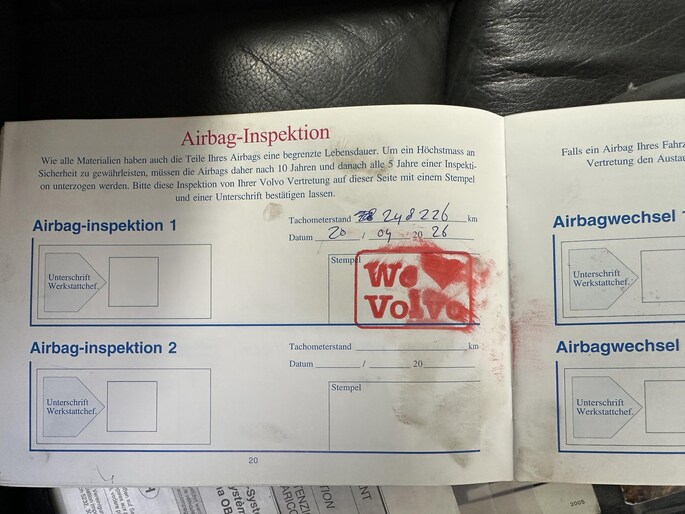 Airbag-Inspektion
Wie alle Materialien haben auch die Teile Ihres Airbags eine begrenzte Lebensdauer. Um ein Höchstmass an
Sicherheit zu gewährleisten, müssen die Airbags daher nach 10 Jahren und danach alle 5 Jahre einer Inspekti-
on unterzogen werden. Bitte diese Inspektion von Ihrer Volvo Vertretung auf dieser Seite mit einem Stempel
und einer Unterschrift bestätigen lassen.
Airbag-inspektion 1
Tachometerstand 248226 km
Datum 20 / 04 20 26
Unterschrift
Werkstattchef.
Stempel
We ❤
Volvo
Airbag-inspektion 2
Tachometerstand km
Datum / 20
Unterschrift
Werkstattchef.
Stempel
20
Falls ein Airbag Ihres Fahrz
Vertretung den Austau
Airbagwechsel 1
Unterschrift
Werkstattchef.
Airbagwechsel
Unterschrift
Werkstattchef.
2005